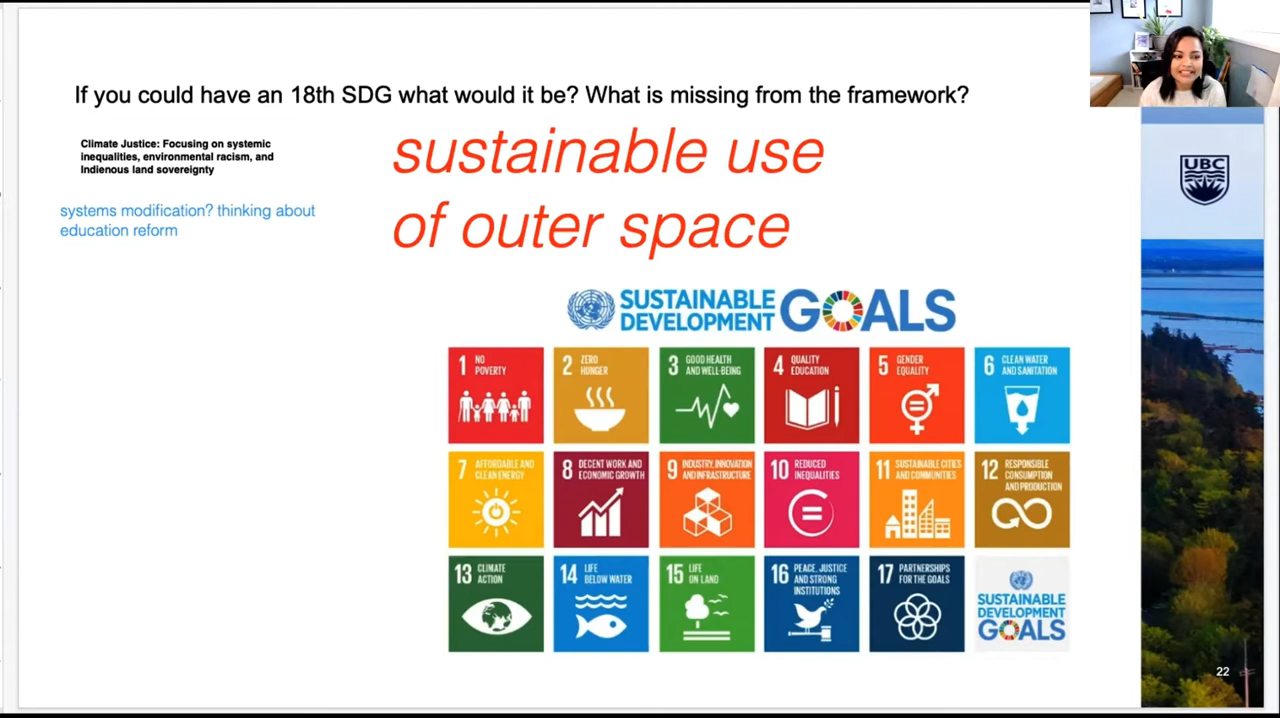 If you could have an 18th SDG what would it be? What is missing from the framework?
Climate Justice: Focusing on systemic
inequalities, environmental racism, and
Indienous land sovereignty
systems modification? thinking about
education reform
sustainable use
of outer space
UBC
SUSTAINABLE
DEVELOPMENT
GOALS
1 NO
POVERTY
2 ZERO
HUNGER
3 GOOD HEALTH
AND WELL-BEING
4 QUALITY
EDUCATION
5 GENDER
EQUALITY
6 CLEAN WATER
AND SANITATION
7 AFFORDABLE AND
CLEAN ENERGY
8 DECENT WORK AND
ECONOMIC GROWTH
9 INDUSTRY, INNOVATION
AND INFRASTRUCTURE
10 REDUCED
INEQUALITIES
11 SUSTAINABLE CITIES
AND COMMUNITIES
12 RESPONSIBLE
CONSUMPTION
AND PRODUCTION
13 CLIMATE
ACTION
14 LIFE
BELOW WATER
15 LIFE
ON LAND
16 PEACE, JUSTICE
AND STRONG
INSTITUTIONS
17 PARTNERSHIPS
FOR THE GOALS
SUSTAINABLE
DEVELOPMENT
GOALS
22